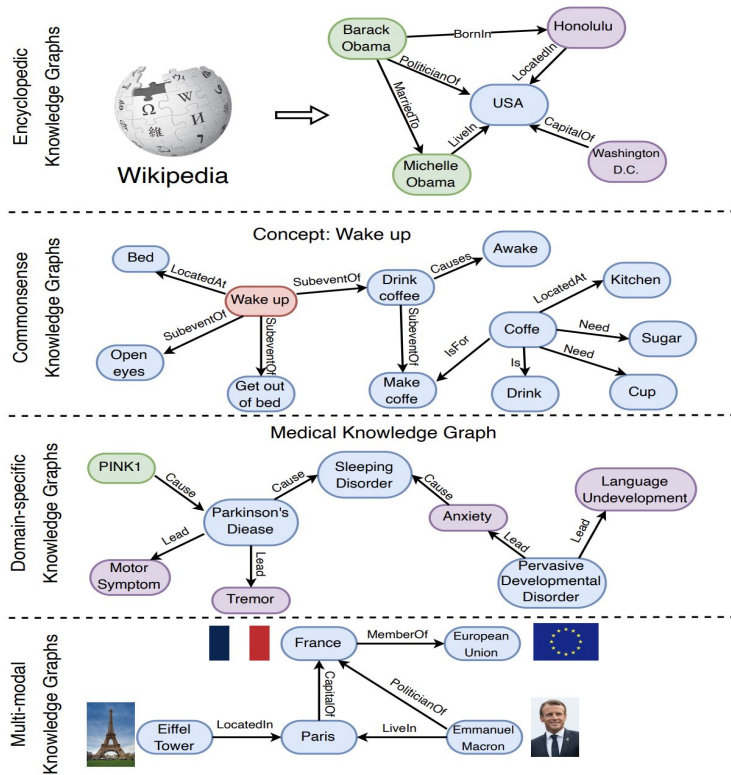 Encyclopedic
Knowledge Graphs
Ω
W
維
И
Wikipedia
Barack
Obama
BornIn
Honolulu
PoliticianOf
LocatedIn
MarriedTo
USA
LiveIn
CapitalOf
Michelle
Obama
Washington
D.C.
Commonsense
Knowledge Graphs
Concept: Wake up
Bed
LocatedAt
Wake up
SubeventOf
Drink
coffee
Causes
Awake
SubeventOf
Open
eyes
SubeventOf
Get out
of bed
SubeventOf
Make
coffe
IsFor
Coffe
LocatedAt
Kitchen
Need
Sugar
Need
Cup
Is
Drink
Domain-specific
Knowledge Graphs
Medical Knowledge Graph
PINK1
Cause
Parkinson's
Diease
Cause
Sleeping
Disorder
Cause
Anxiety
Language
Undevelopment
Lead
Motor
Symptom
Lead
Tremor
Lead
Lead
Pervasive
Developmental
Disorder
Multi-modal
Knowledge Graphs
France
MemberOf
European
Union
CapitalOf
PoliticianOf
Eiffel
Tower
LocatedIn
Paris
LiveIn
Emmanuel
Macron